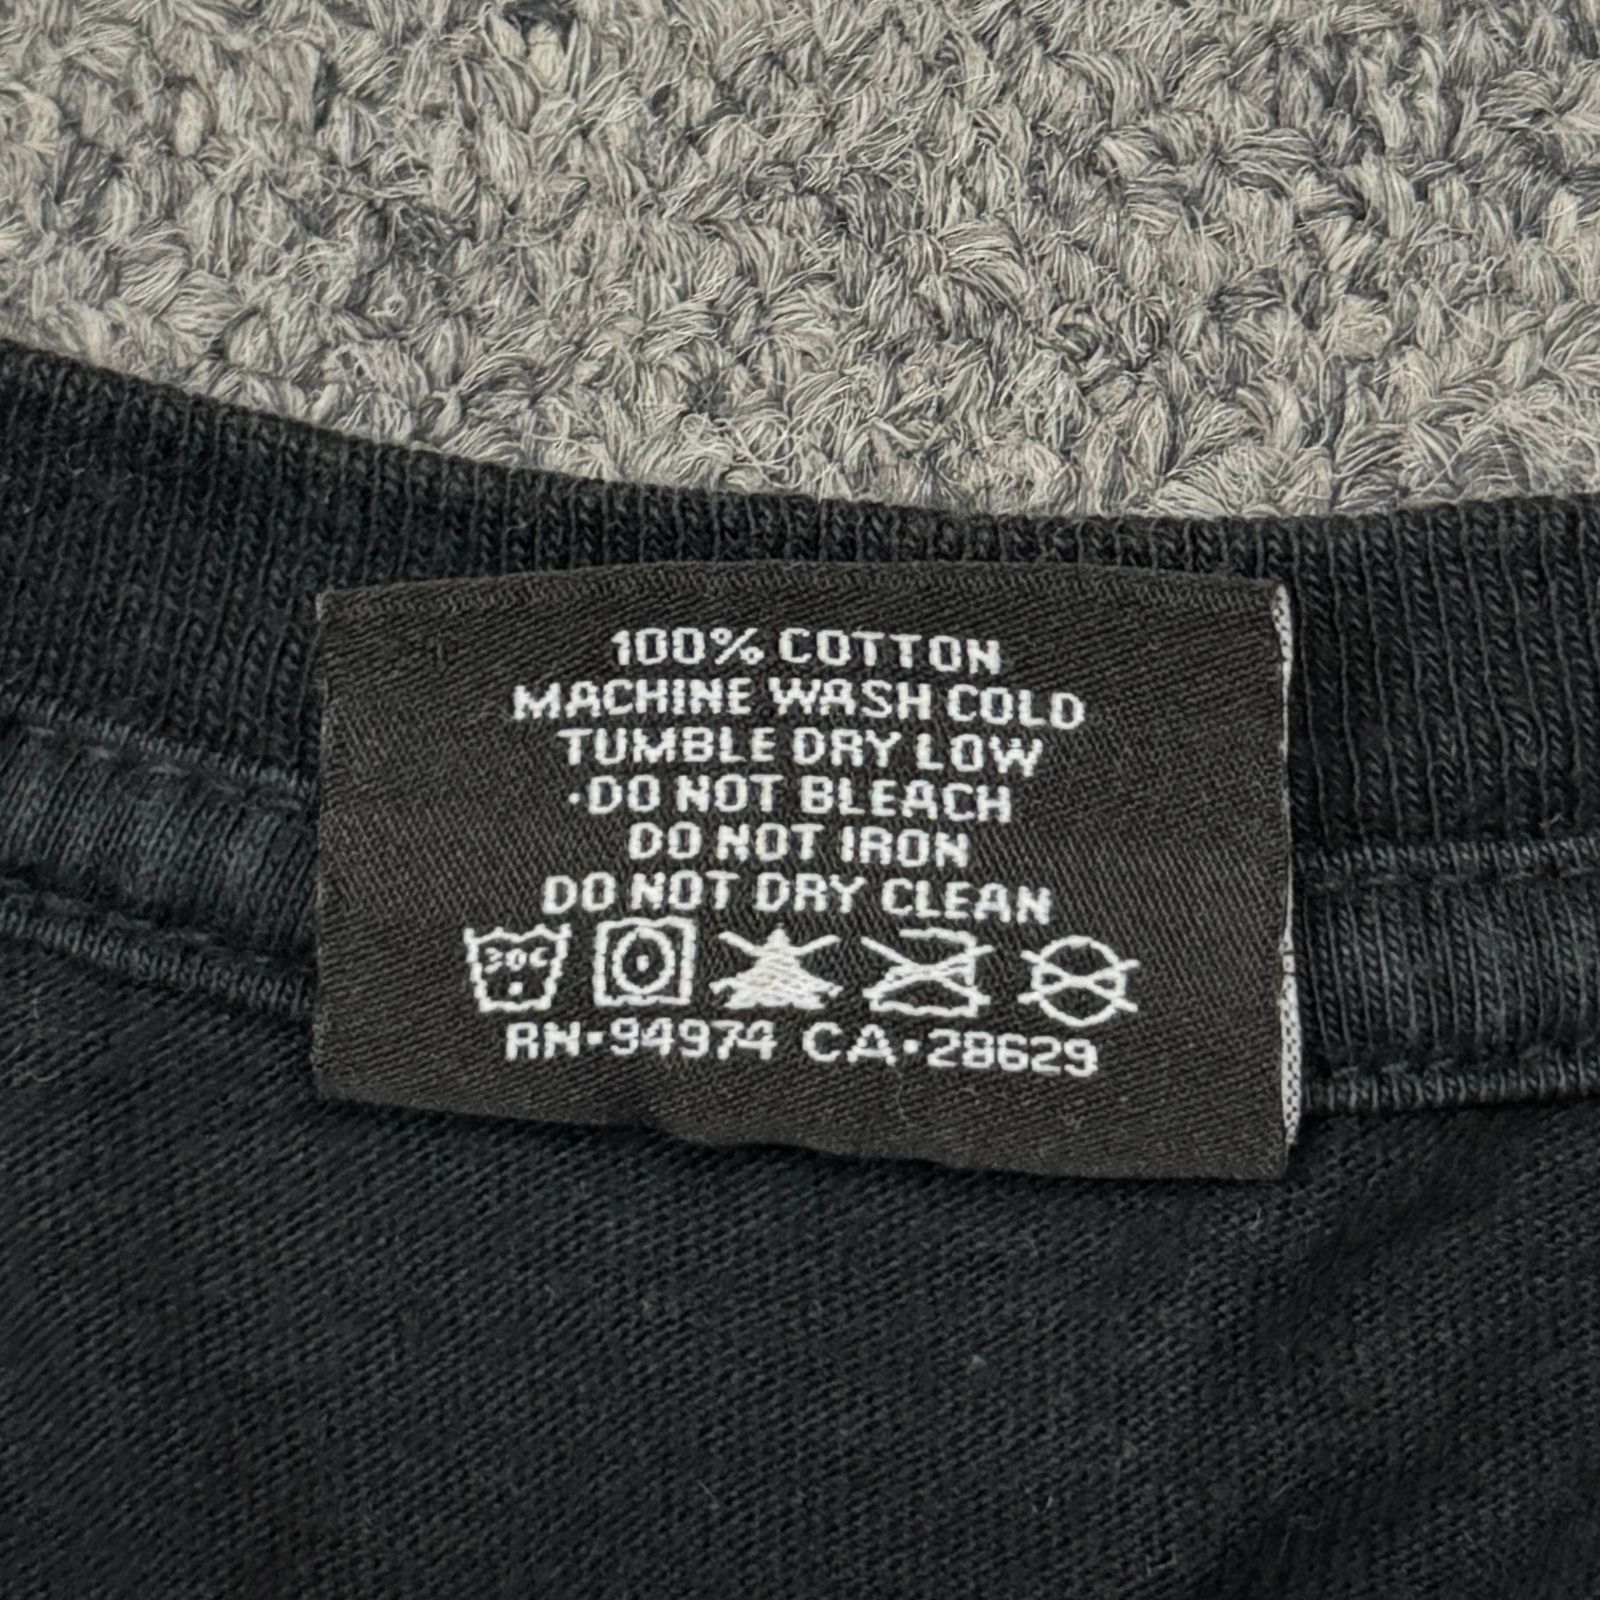 100% COTTON
MACHINE WASH COLD
TUMBLE DRY LOW
·DO NOT BLEACH
DO NOT IRON
DO NOT DRY CLEAN
30C
RN·94974 CA·28629